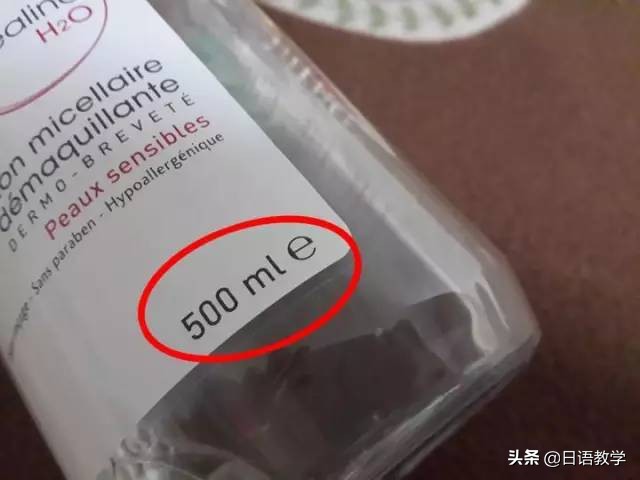 éaline
H2O
on micellaire
démaquillante
DERMO-BREVETÉ
Peaux sensibles
Sans paraben - Hypoallergénique
500 ml ℮
头条 @日语教学